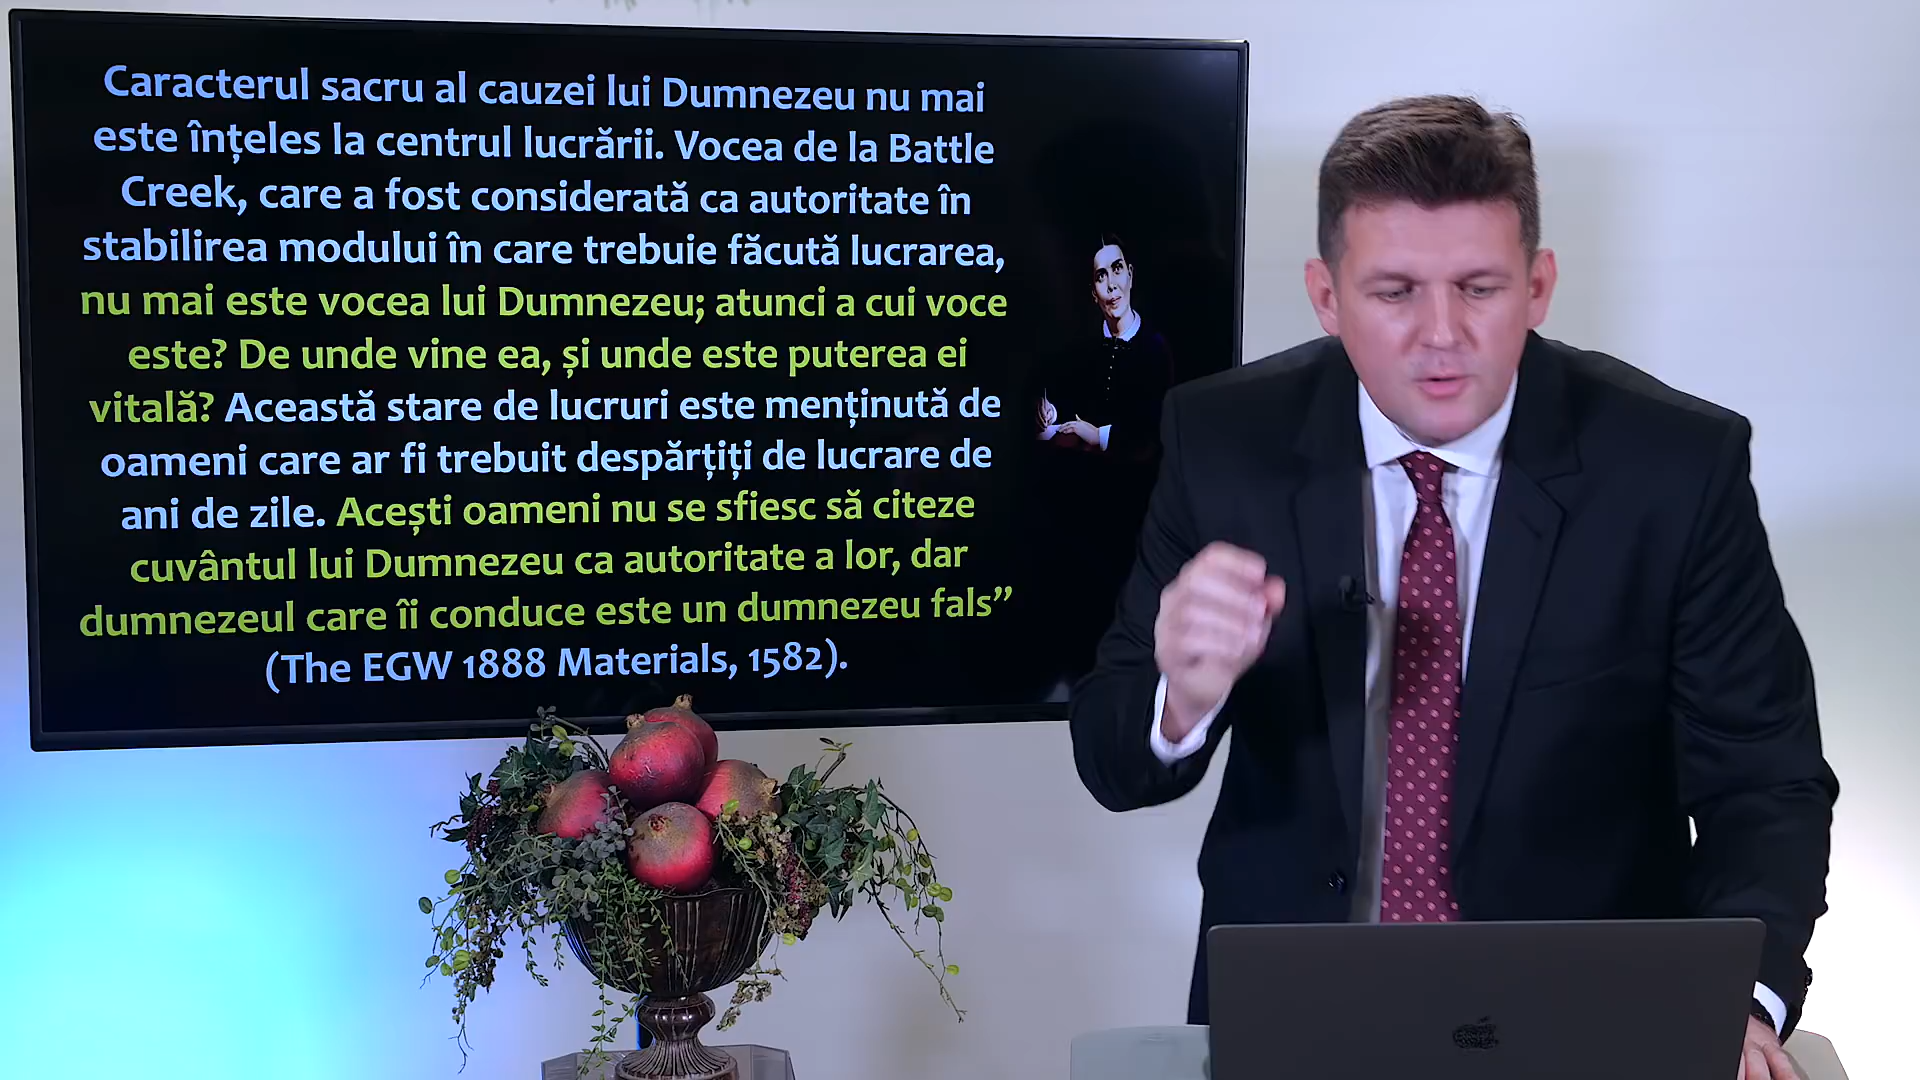 Caracterul sacru al cauzei lui Dumnezeu nu mai
este înțeles la centrul lucrării. Vocea de la Battle
Creek, care a fost considerată ca autoritate în
stabilirea modului în care trebuie făcută lucrarea,
nu mai este vocea lui Dumnezeu; atunci a cui voce
este? De unde vine ea, și unde este puterea ei
vitală? Această stare de lucruri este menținută de
oameni care ar fi trebuit despărțiți de lucrare de
ani de zile. Acești oameni nu se sfiesc să citeze
cuvântul lui Dumnezeu ca autoritate a lor, dar
dumnezeul care îi conduce este un dumnezeu fals”
(The EGW 1888 Materials, 1582).